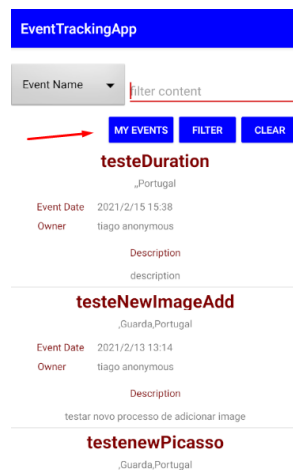 EventTrackingApp
Event Name
filter content
MY EVENTS FILTER CLEAR
testeDuration
,,Portugal
Event Date 2021/2/15 15:38
Owner tiago anonymous
Description
description
testeNewImageAdd
,Guarda,Portugal
Event Date 2021/2/13 13:14
Owner tiago anonymous
Description
testar novo processo de adicionar image
testenewPicasso
,Guarda,Portugal